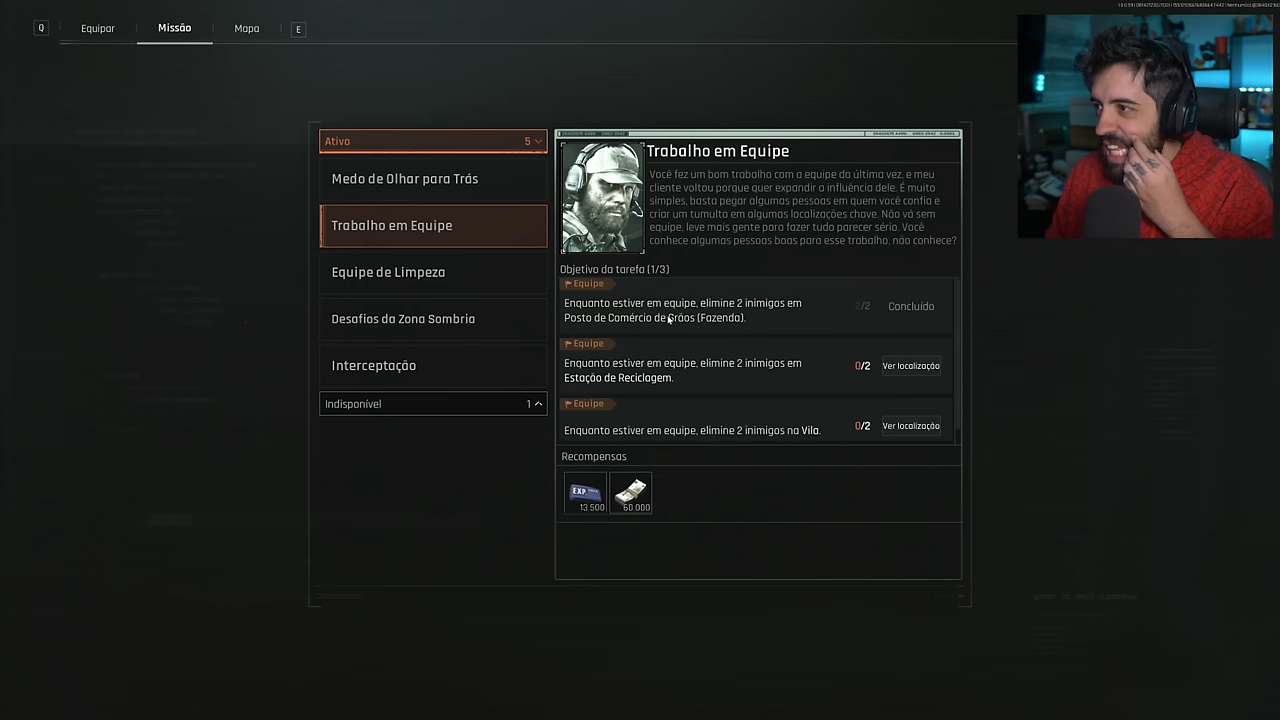 Q
Equipar
Missão
Mapa
E
Ativo
5
Medo de Olhar para Trás
Trabalho em Equipe
Equipe de Limpeza
Desafios da Zona Sombria
Interceptação
Indisponível
1
Trabalho em Equipe
Você fez um bom trabalho com a equipe da última vez, e meu
cliente voltou porque quer expandir a influência dele. É muito
simples, basta pegar algumas pessoas em quem você confia e
criar um tumulto em algumas localizações chave. Não vá sem
equipe, leve mais gente para fazer tudo parecer sério. Você
conhece algumas pessoas boas para esse trabalho, não conhece?
Objetivo da tarefa (1/3)
Equipe
Enquanto estiver em equipe, elimine 2 inimigos em
Posto de Comércio de Grãos (Fazenda).
2/2
Concluído
Equipe
Enquanto estiver em equipe, elimine 2 inimigos em
Estação de Reciclagem.
0/2
Ver localização
Equipe
Enquanto estiver em equipe, elimine 2 inimigos na Vila.
0/2
Ver localização
Recompensas
EXP
13.500
60.000